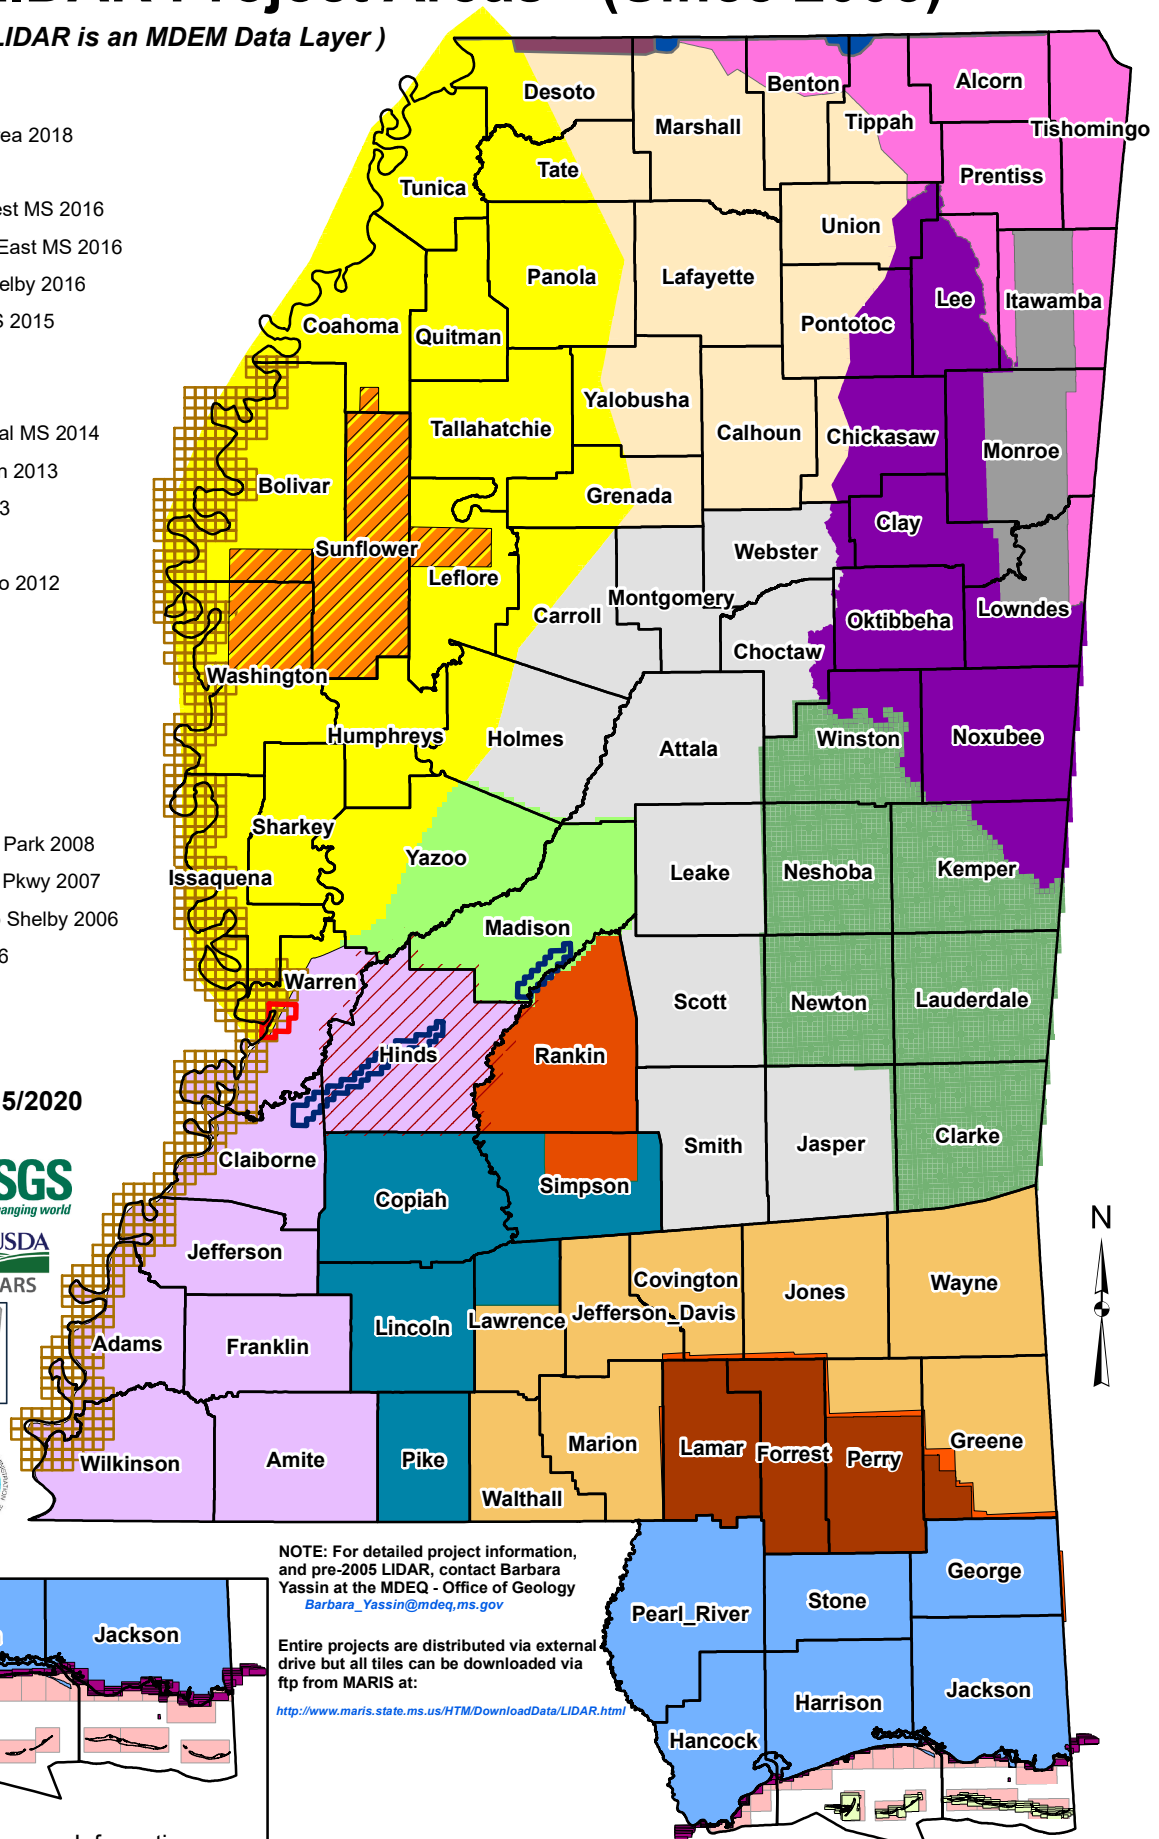 LIDAR Project Areas (Since 2005)
LIDAR is an MDEM Data Layer )
2018
MS 2016
East MS 2016
2016
2015
MS 2014
2013
2012
Park 2008
Pkwy 2007
Shelby 2006
5/2020
anging world
ARS
Desoto
Marshall
Benton
Tippah
Alcorn
Tishomingo
Prentiss
Tunica
Tate
Union
Panola
Lafayette
Pontotoc
Lee
Itawamba
Coahoma
Quitman
Yalobusha
Calhoun
Chickasaw
Monroe
Tallahatchie
Bolivar
Grenada
Clay
Sunflower
Leflore
Webster
Carroll
Montgomery
Choctaw
Oktibbeha
Lowndes
Washington
Humphreys
Holmes
Attala
Winston
Noxubee
Sharkey
Yazoo
Issaquena
Leake
Neshoba
Kemper
Madison
Warren
Scott
Newton
Lauderdale
Hinds
Rankin
Smith
Jasper
Clarke
Claiborne
Copiah
Simpson
Jefferson
N
Covington
Jones
Wayne
Jefferson_Davis
Lawrence
Lincoln
Adams
Franklin
Wilkinson
Amite
Pike
Walthall
Marion
Lamar
Forrest
Perry
Greene
NOTE: For detailed project information,
and pre-2005 LIDAR, contact Barbara
Yassin at the MDEQ - Office of Geology
Barbara_Yassin@mdeq,ms.gov
Entire projects are distributed via external
drive but all tiles can be downloaded via
ftp from MARIS at:
http://www.maris.state.ms.us/HTM/DownloadData/LIDAR.html
George
Stone
Pearl_River
Jackson
Harrison
Hancock
Jackson